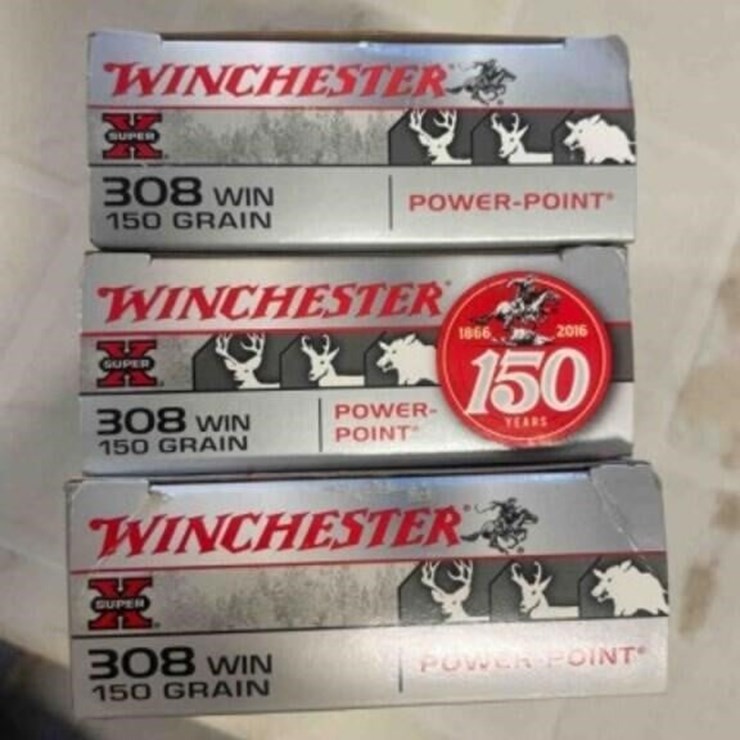 WINCHESTER®
X
SUPER®
308 WIN
150 GRAIN
POWER-POINT®
WINCHESTER®
X
SUPER®
308 WIN
150 GRAIN
POWER-
POINT®
1866 2016
150
YEARS
WINCHESTER®
X
SUPER®
308 WIN
150 GRAIN
POWER-POINT®